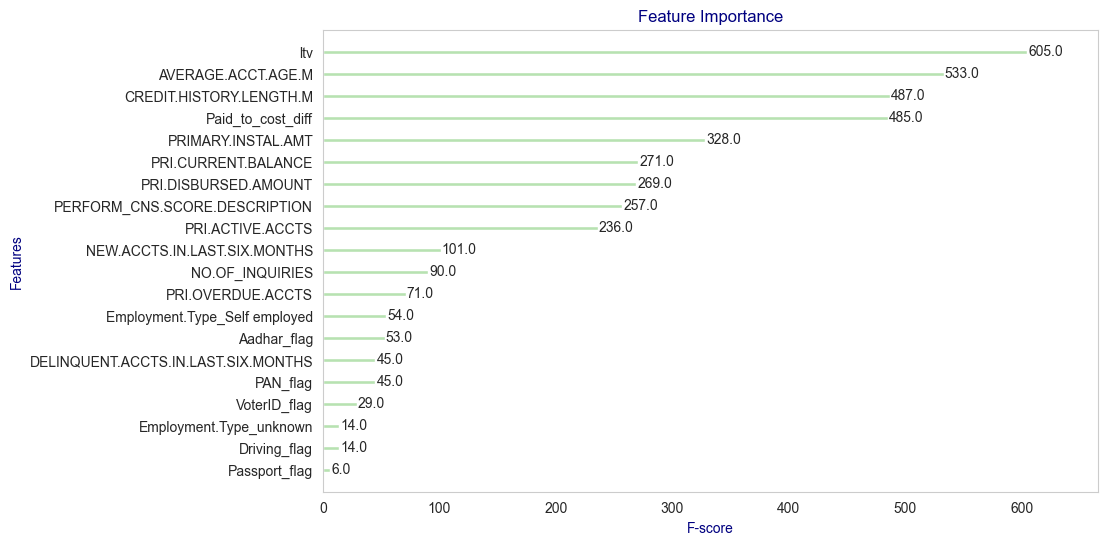 Feature Importance
Features
ltv 605.0
AVERAGE.ACCT.AGE.M 533.0
CREDIT.HISTORY.LENGTH.M 487.0
Paid_to_cost_diff 485.0
PRIMARY.INSTAL.AMT 328.0
PRI.CURRENT.BALANCE 271.0
PRI.DISBURSED.AMOUNT 269.0
PERFORM_CNS.SCORE.DESCRIPTION 257.0
PRI.ACTIVE.ACCTS 236.0
NEW.ACCTS.IN.LAST.SIX.MONTHS 101.0
NO.OF_INQUIRIES 90.0
PRI.OVERDUE.ACCTS 71.0
Employment.Type_Self employed 54.0
Aadhar_flag 53.0
DELINQUENT.ACCTS.IN.LAST.SIX.MONTHS 45.0
PAN_flag 45.0
VoterID_flag 29.0
Employment.Type_unknown 14.0
Driving_flag 14.0
Passport_flag 6.0
0 100 200 300 400 500 600
F-score